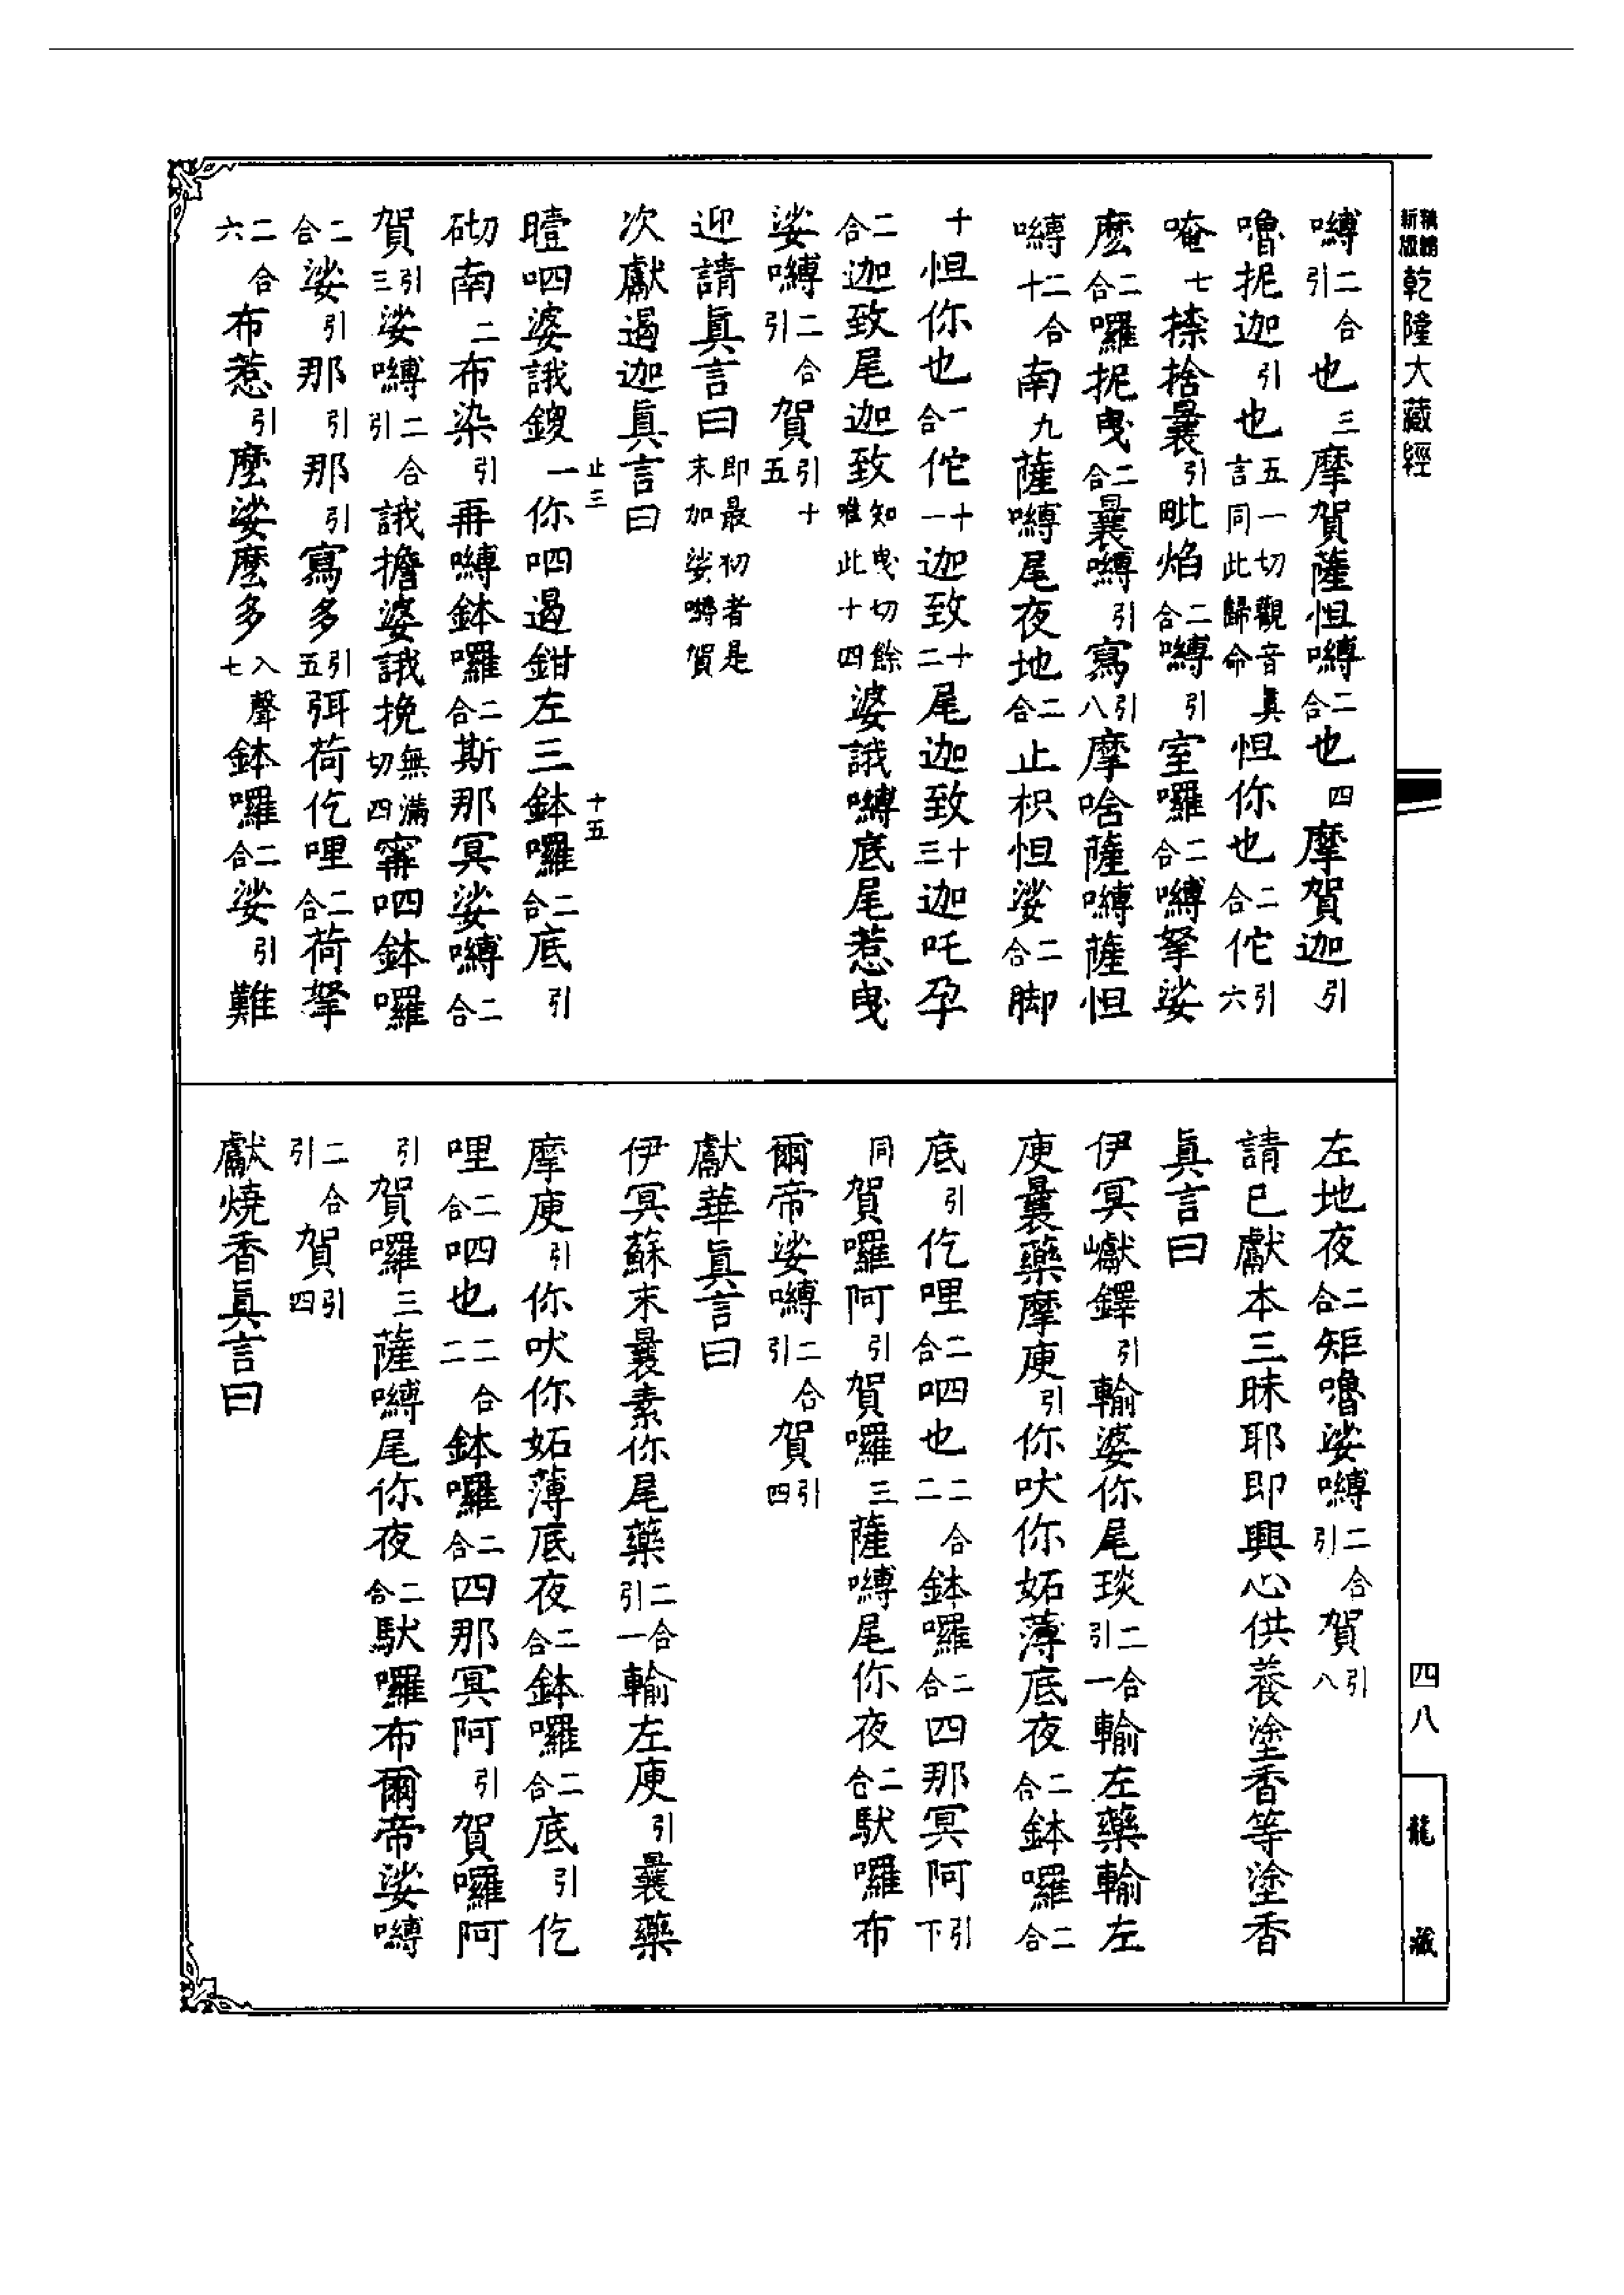 乾隆大藏經
嚩二合引也三摩賀薩怛嚩二合也四摩賀迦引
嚕抳迦引也五一切觀音真言同此歸命怛你也二合佗引六
唵七捺捨曩引毗焰二合嚩引室囉二合嚩拏娑
麼二合囉抳曳二合曩嚩引寫引八摩啥薩嚩薩怛
嚩二合十南九薩嚩尾夜地二合止枳怛娑二合脚
十怛你也一合佗十一迦致十二尾迦致十三迦吒孕
二合迦致尾迦致知曳切餘唯此十四婆誐嚩底尾惹曳
娑嚩二合引賀引十五
迎請真言曰即最初者是末加娑嚩賀
次獻遏迦真言曰
止三
十五
曀呬婆誐鍐一你呬遏鉗左三鉢囉二合底引
砌南二布染引再嚩鉢囉二合斯那冥娑嚩二合
賀引三娑嚩二合引誐擔婆誐挽無滿切四寗呬鉢囉
二合娑引那引那引寫多引五弭荷仡哩二合荷拏
二合六布惹引麼娑麼多入聲七鉢囉二合娑引難
左地夜二合矩嚕娑嚩二合引賀引八
請已獻本三昧耶即興心供養塗香等塗香
真言曰
伊冥巘鐸引輸婆你尾琰二合引一輸左藥輸左
庾曩藥摩庾引你吠你妬薄底夜二合鉢囉二合
底引仡哩二合呬也二合二鉢囉二合四那冥阿引下
同賀囉阿引賀囉三薩嚩尾你夜二合馱囉布
爾帝娑嚩二合引賀引四
獻華真言曰
伊冥蘇末曩素你尾藥二合引一輸左庾引曩藥
摩庾引你吠你妬薄底夜二合鉢囉二合底引仡
哩二合呬也二合二鉢囉二合四那冥阿引賀囉阿
引賀囉三薩嚩尾你夜二合馱囉布爾帝娑嚩
二合引賀引四
獻燒香真言曰
四八
龍藏